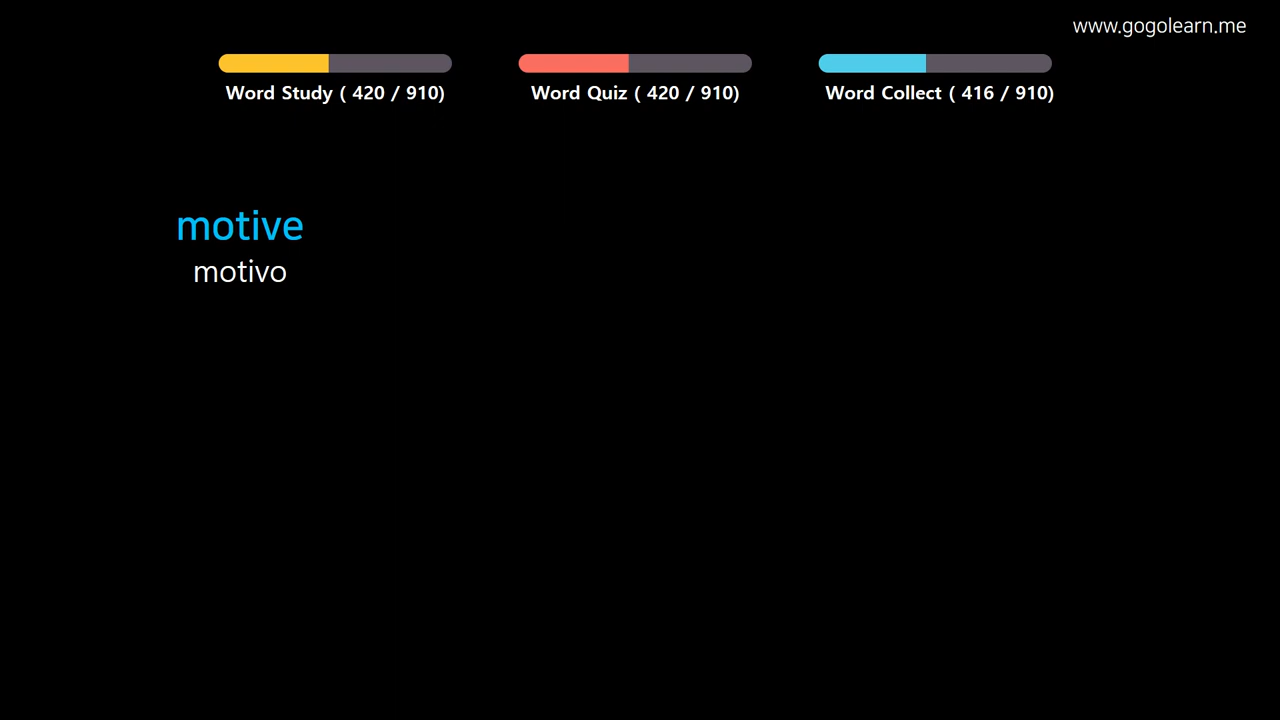 www.gogolearn.me
Word Study ( 420 / 910)
Word Quiz ( 420 / 910)
Word Collect ( 416 / 910)
motive
motivo